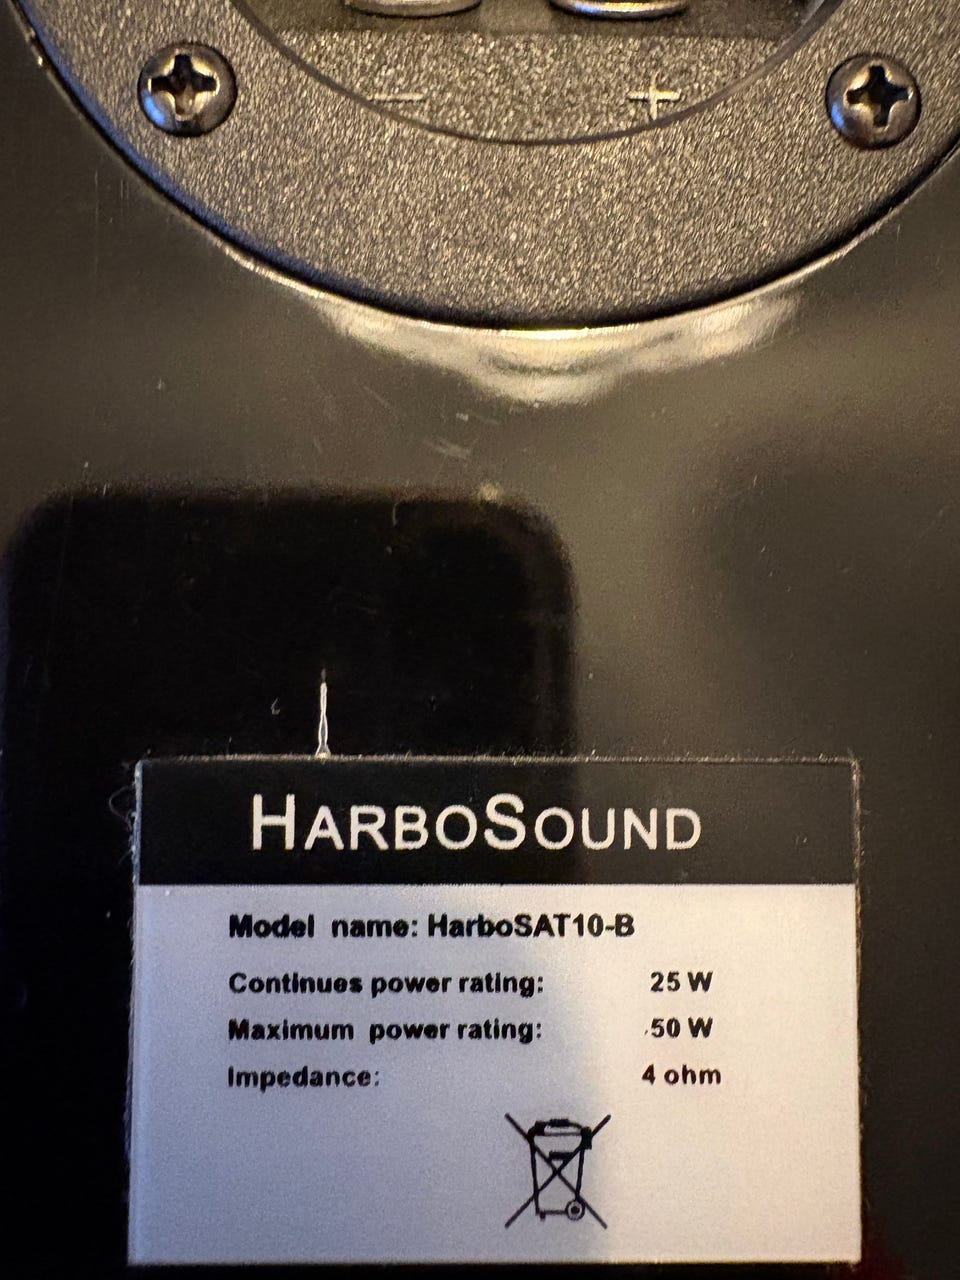 - +
HARBOSOUND
Model name: HarboSAT10-B
Continues power rating: 25 W
Maximum power rating: 50 W
Impedance: 4 ohm